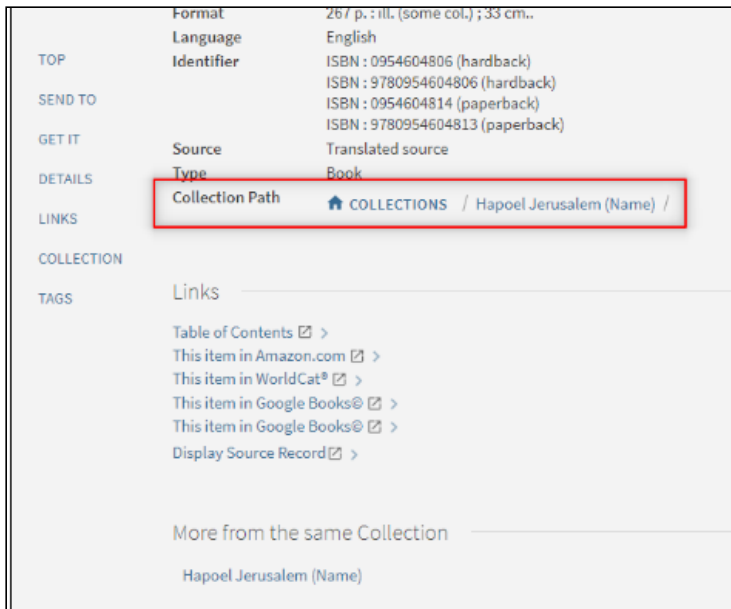 Format 267 p. : ill. (some col.) ; 33 cm..
Language English
TOP
Identifier ISBN : 0954604806 (hardback)
ISBN : 9780954604806 (hardback)
SEND TO
ISBN : 0954604814 (paperback)
ISBN : 9780954604813 (paperback)
GET IT
Source Translated source
Type Book
DETAILS
Collection Path COLLECTIONS / Hapoel Jerusalem (Name) /
LINKS
COLLECTION
TAGS
Links
Table of Contents >
This item in Amazon.com >
This item in WorldCat® >
This item in Google Books© >
This item in Google Books© >
Display Source Record >
More from the same Collection
Hapoel Jerusalem (Name)